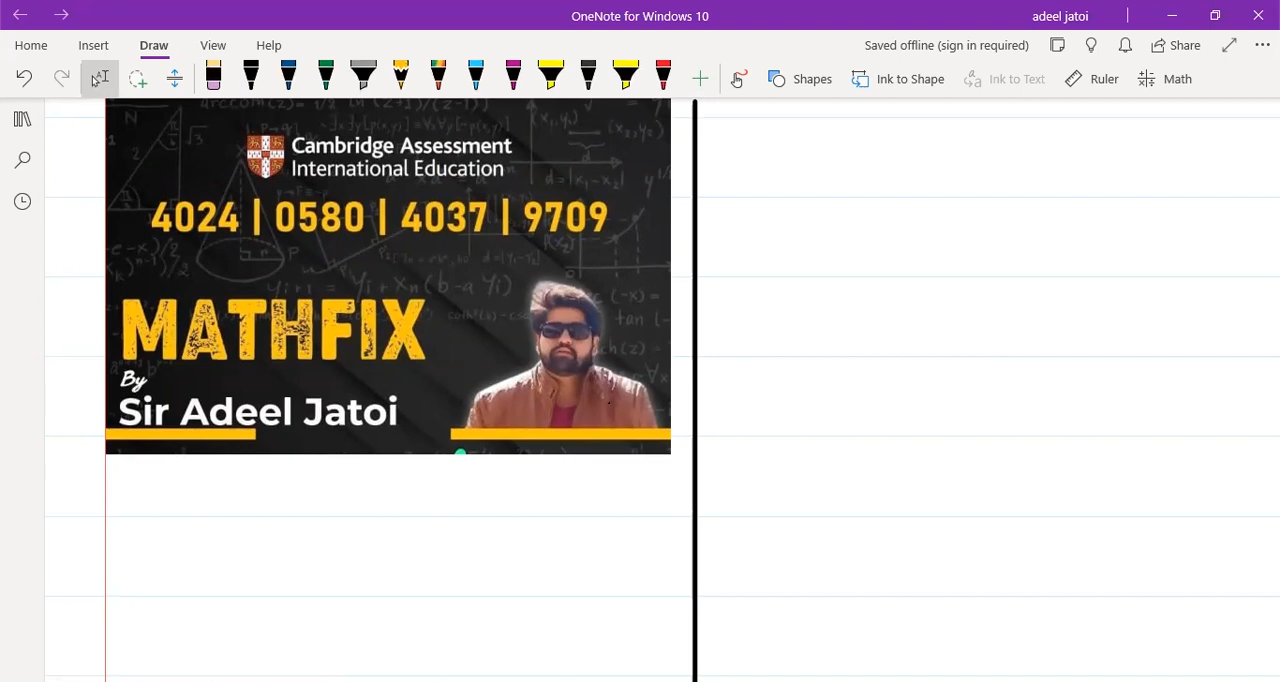 OneNote for Windows 10
adeel jatoi
Home Insert Draw View Help
Saved offline (sign in required)
Share
Shapes
Ink to Shape
Ink to Text
Ruler
Math
Cambridge Assessment
International Education
4024 | 0580 | 4037 | 9709
MATHFIX
By
Sir Adeel Jatoi